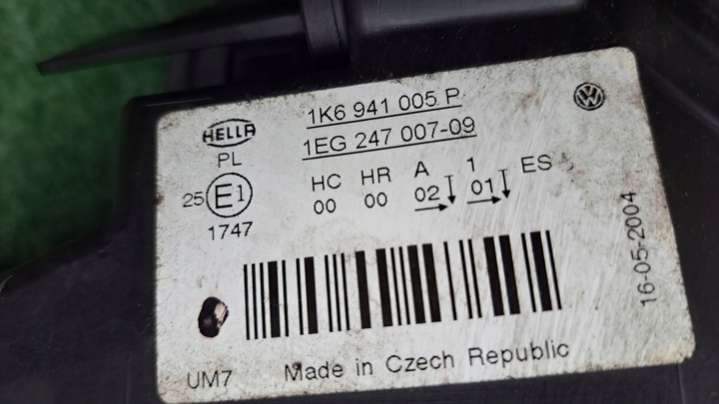 1K6 941 005 P
HELLA
1EG 247 007-09
PL
HC HR A 1 ES
25 E1
00 00 02 01
1747
16-05-2004
UM7 Made in Czech Republic